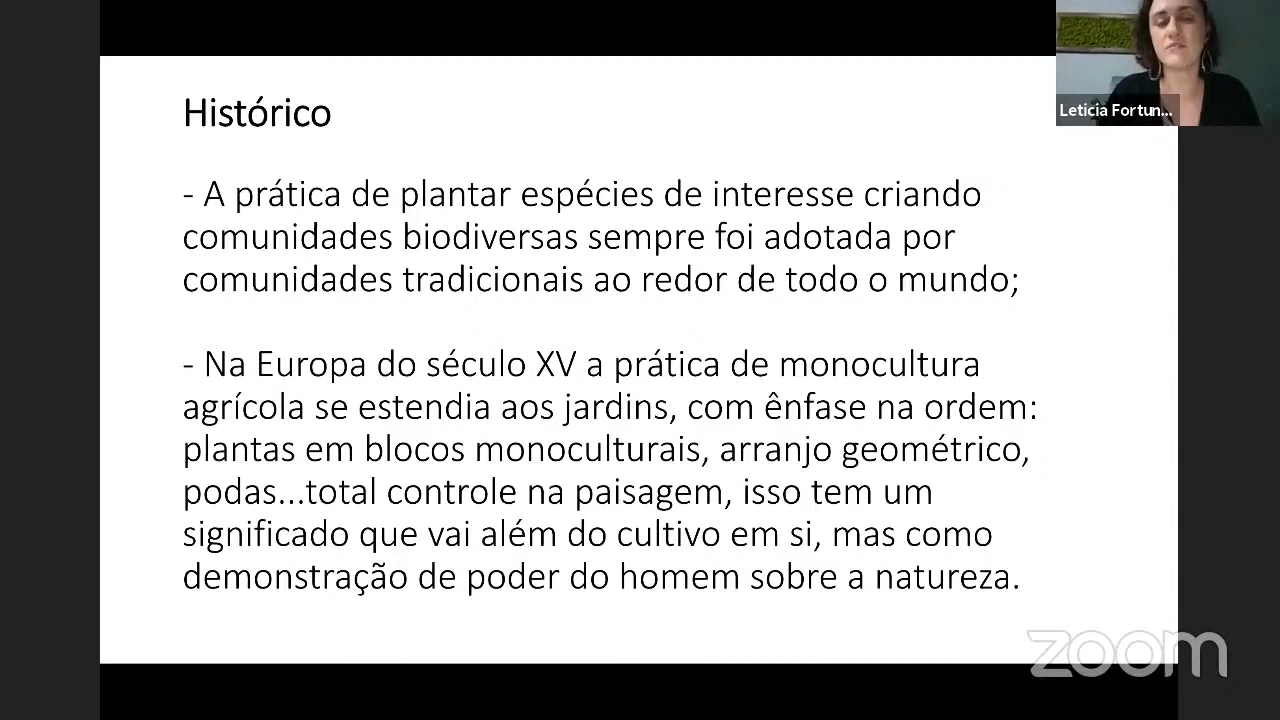 Histórico
- A prática de plantar espécies de interesse criando
comunidades biodiversas sempre foi adotada por
comunidades tradicionais ao redor de todo o mundo;
- Na Europa do século XV a prática de monocultura
agrícola se estendia aos jardins, com ênfase na ordem:
plantas em blocos monoculturais, arranjo geométrico,
podas...total controle na paisagem, isso tem um
significado que vai além do cultivo em si, mas como
demonstração de poder do homem sobre a natureza.
Leticia Fortun...
zoom